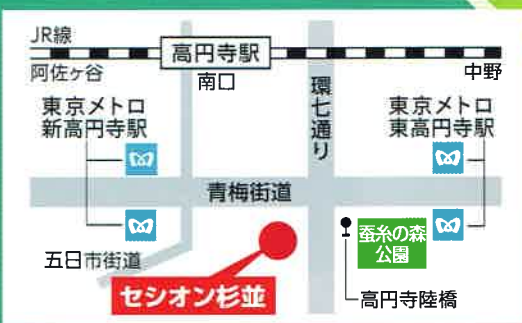 JR線
高円寺駅
阿佐ヶ谷
南口
中野
環七通り
東京メトロ
新高円寺駅
東京メトロ
東高円寺駅
青梅街道
五日市街道
蚕糸の森
公園
セシオン杉並
高円寺陸橋